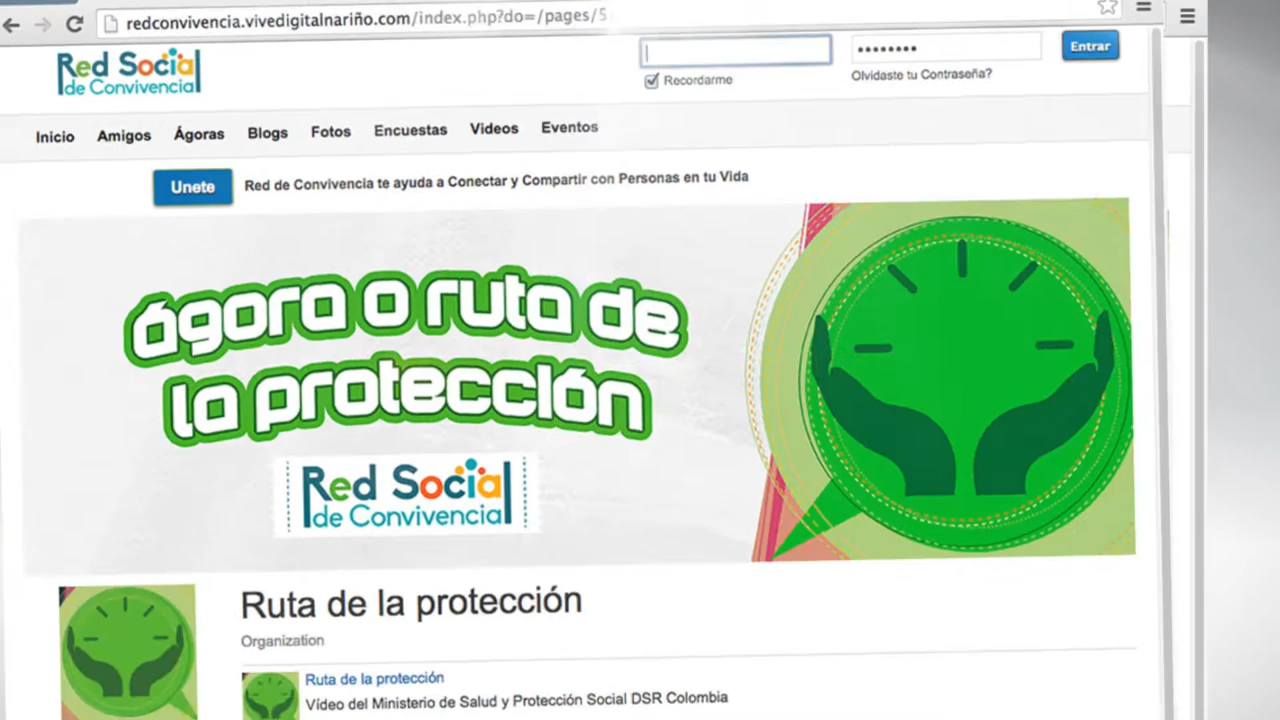 redconvivencia.vivedigitalnariño.com/index.php?do=/pages/5
Red Social
de Convivencia
Recordarme
Olvidaste tu Contraseña?
Entrar
Inicio Amigos Ágoras Blogs Fotos Encuestas Videos Eventos
Unete
Red de Convivencia te ayuda a Conectar y Compartir con Personas en tu Vida
ágora o ruta de
la protección
Red Social
de Convivencia
Ruta de la protección
Organization
Ruta de la protección
Vídeo del Ministerio de Salud y Protección Social DSR Colombia